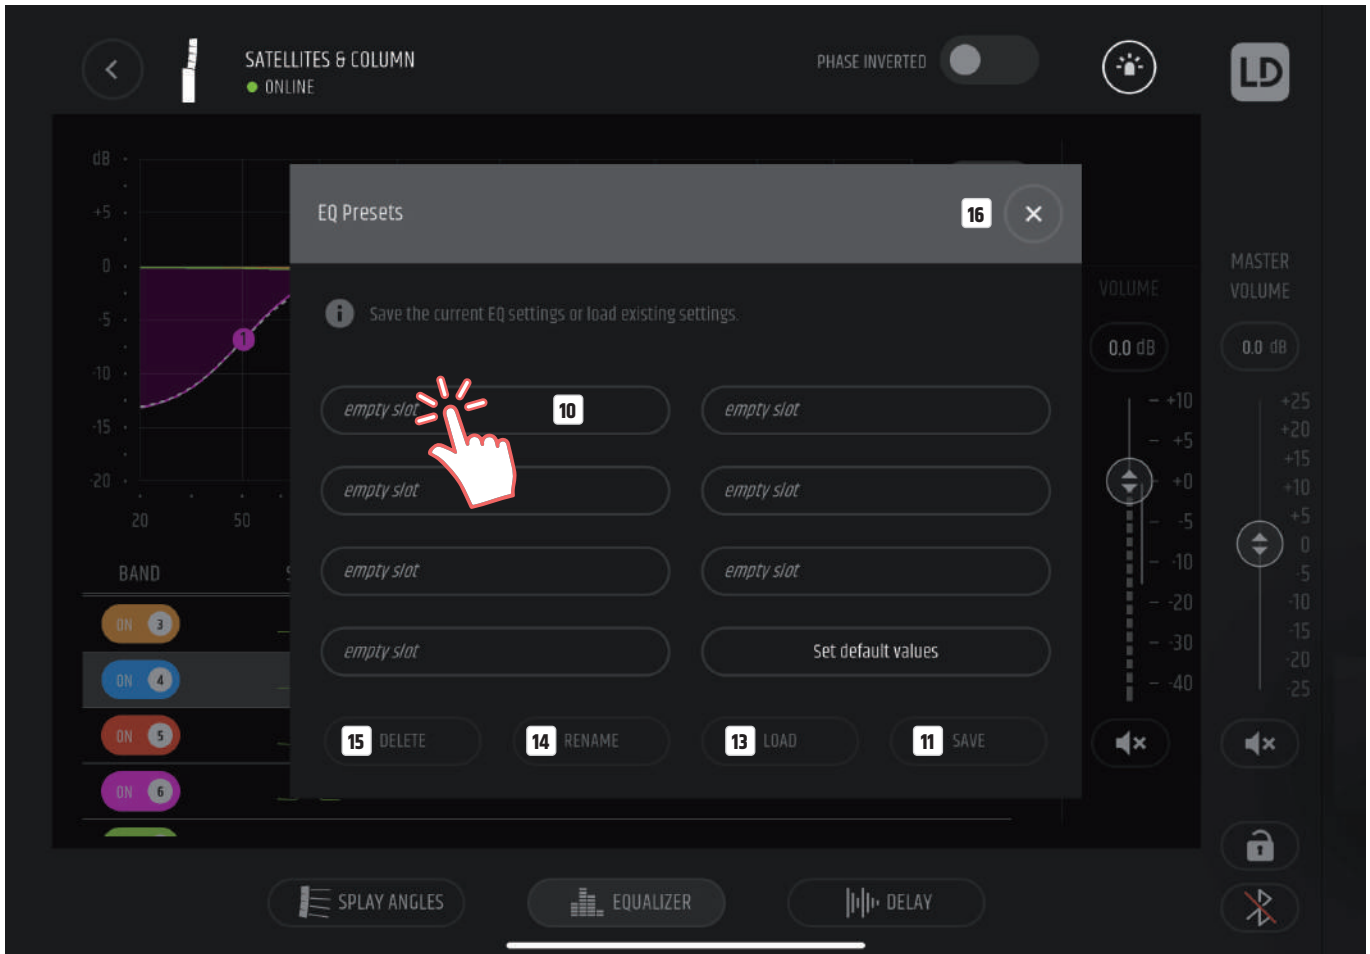 SATELLITES & COLUMN
ONLINE
PHASE INVERTED
LD
dB
+5
0
-5
-10
-15
-20
20
50
EQ Presets
16
Save the current EQ settings or load existing settings.
empty slot
10
empty slot
empty slot
empty slot
empty slot
empty slot
empty slot
Set default values
15 DELETE
14 RENAME
13 LOAD
11 SAVE
1
BAND
ON 3
ON 4
ON 5
ON 6
VOLUME
0.0 dB
+10
+5
+0
-5
-10
-20
-30
-40
MASTER
VOLUME
0.0 dB
+25
+20
+15
+10
+5
0
-5
-10
-15
-20
-25
SPLAY ANGLES
EQUALIZER
DELAY